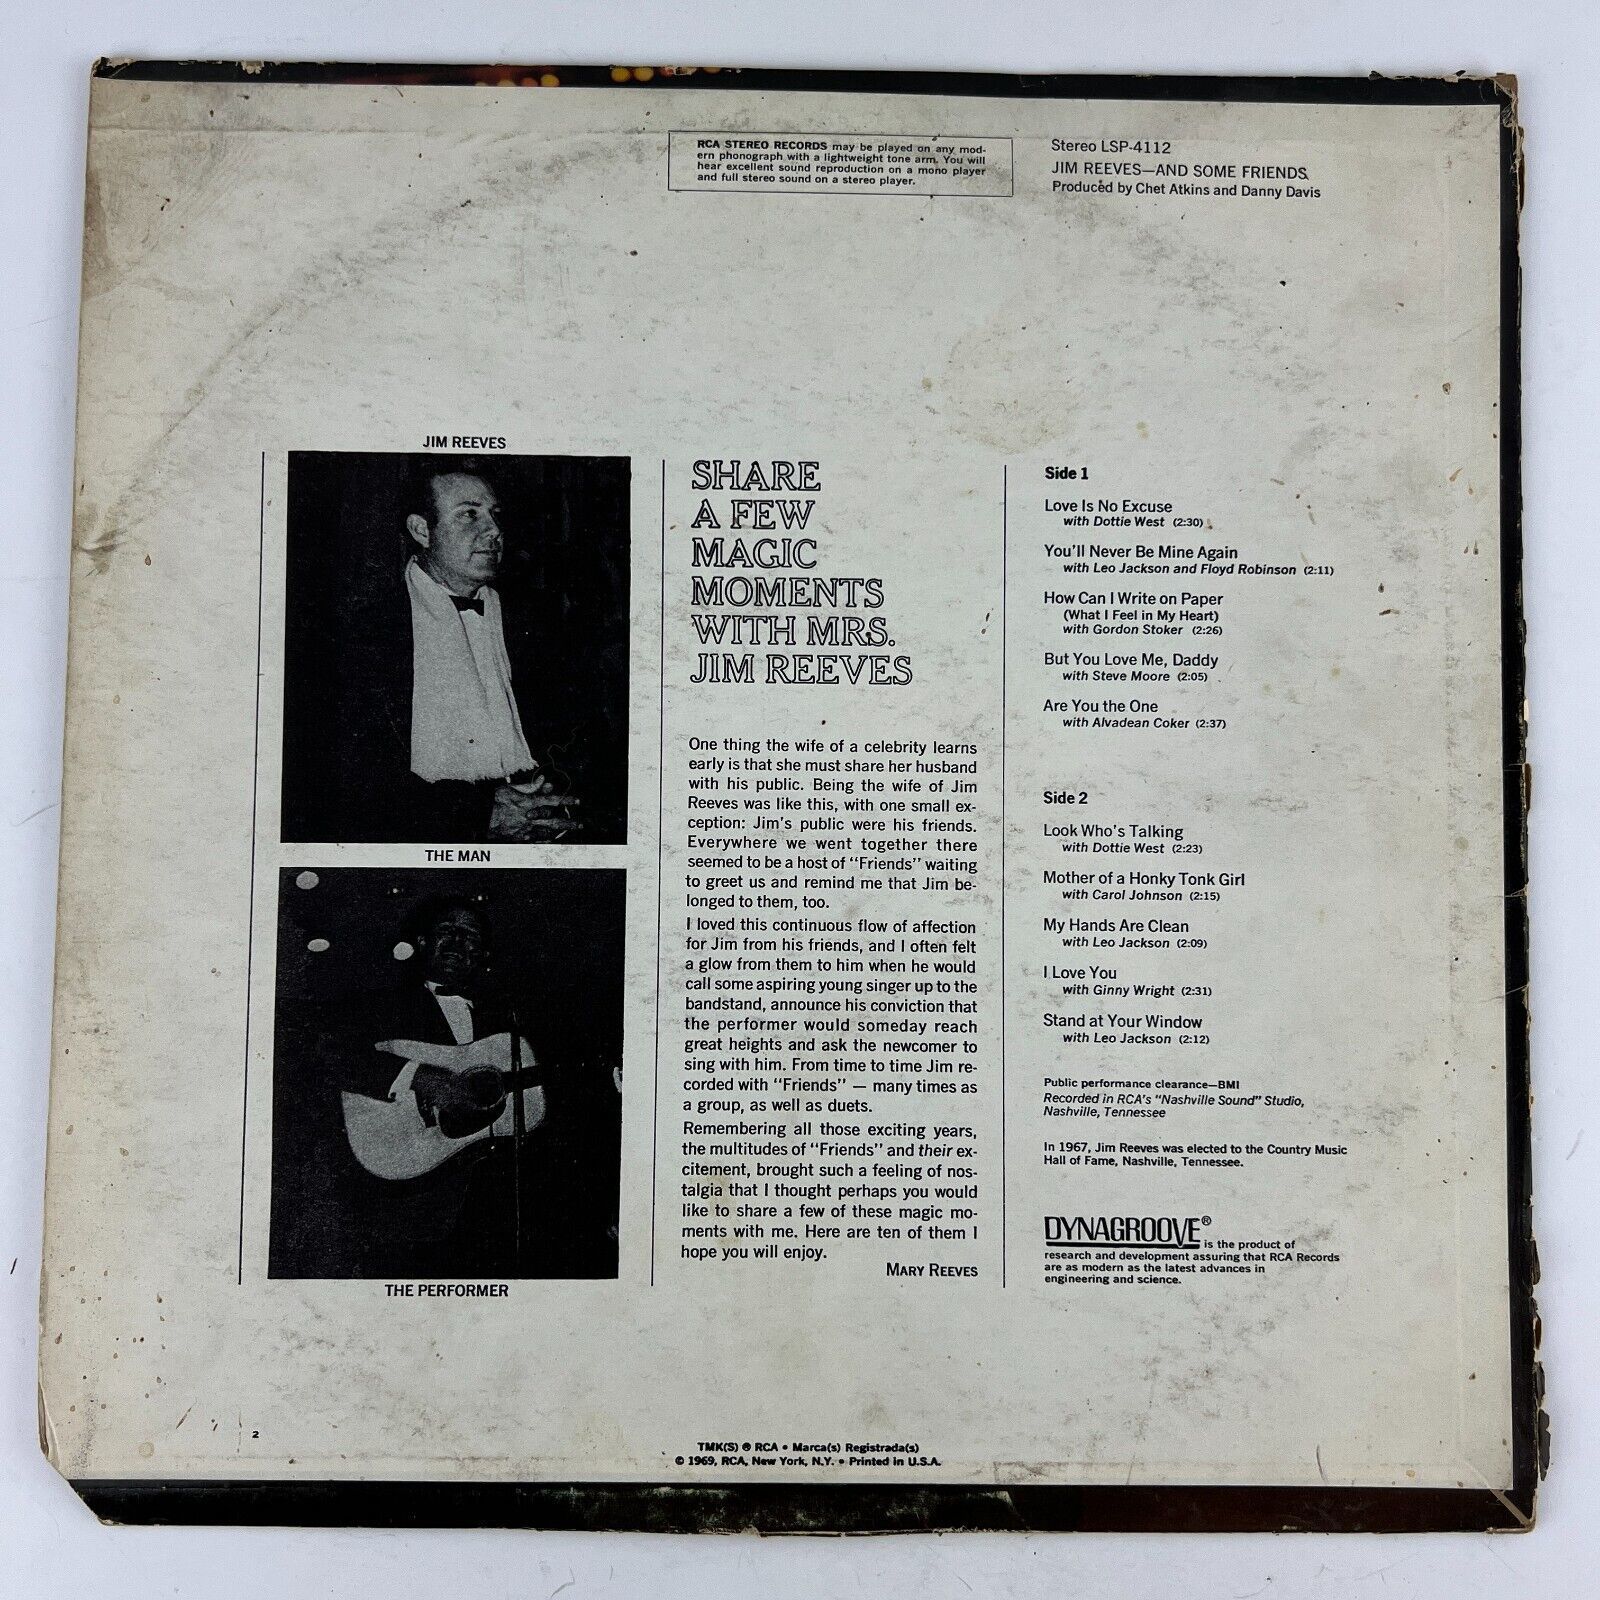 RCA STEREO RECORDS may be played on any mod-
ern phonograph with a lightweight tone arm. You will
hear excellent sound reproduction on a mono player
and full stereo sound on a stereo player.
Stereo LSP-4112
JIM REEVES—AND SOME FRIENDS
Produced by Chet Atkins and Danny Davis
JIM REEVES
THE MAN
THE PERFORMER
SHARE
A FEW
MAGIC
MOMENTS
WITH MRS.
JIM REEVES
One thing the wife of a celebrity learns
early is that she must share her husband
with his public. Being the wife of Jim
Reeves was like this, with one small ex-
ception: Jim's public were his friends.
Everywhere we went together there
seemed to be a host of "Friends" waiting
to greet us and remind me that Jim be-
longed to them, too.
I loved this continuous flow of affection
for Jim from his friends, and I often felt
a glow from them to him when he would
call some aspiring young singer up to the
bandstand, announce his conviction that
the performer would someday reach
great heights and ask the newcomer to
sing with him. From time to time Jim re-
corded with "Friends" — many times as
a group, as well as duets.
Remembering all those exciting years,
the multitudes of "Friends" and their ex-
citement, brought such a feeling of nos-
talgia that I thought perhaps you would
like to share a few of these magic mo-
ments with me. Here are ten of them I
hope you will enjoy.
MARY REEVES
Side 1
Love Is No Excuse
with Dottie West (2:30)
You'll Never Be Mine Again
with Leo Jackson and Floyd Robinson (2:11)
How Can I Write on Paper
(What I Feel in My Heart)
with Gordon Stoker (2:26)
But You Love Me, Daddy
with Steve Moore (2:05)
Are You the One
with Alvadean Coker (2:37)
Side 2
Look Who's Talking
with Dottie West (2:23)
Mother of a Honky Tonk Girl
with Carol Johnson (2:15)
My Hands Are Clean
with Leo Jackson (2:09)
I Love You
with Ginny Wright (2:31)
Stand at Your Window
with Leo Jackson (2:12)
Public performance clearance—BMI
Recorded in RCA's "Nashville Sound" Studio,
Nashville, Tennessee
In 1967, Jim Reeves was elected to the Country Music
Hall of Fame, Nashville, Tennessee.
DYNAGROOVE® is the product of
research and development assuring that RCA Records
are as modern as the latest advances in
engineering and science.
2
TMK(S) ® RCA • Marca(s) Registrada(s)
© 1969, RCA, New York, N.Y. • Printed in U.S.A.